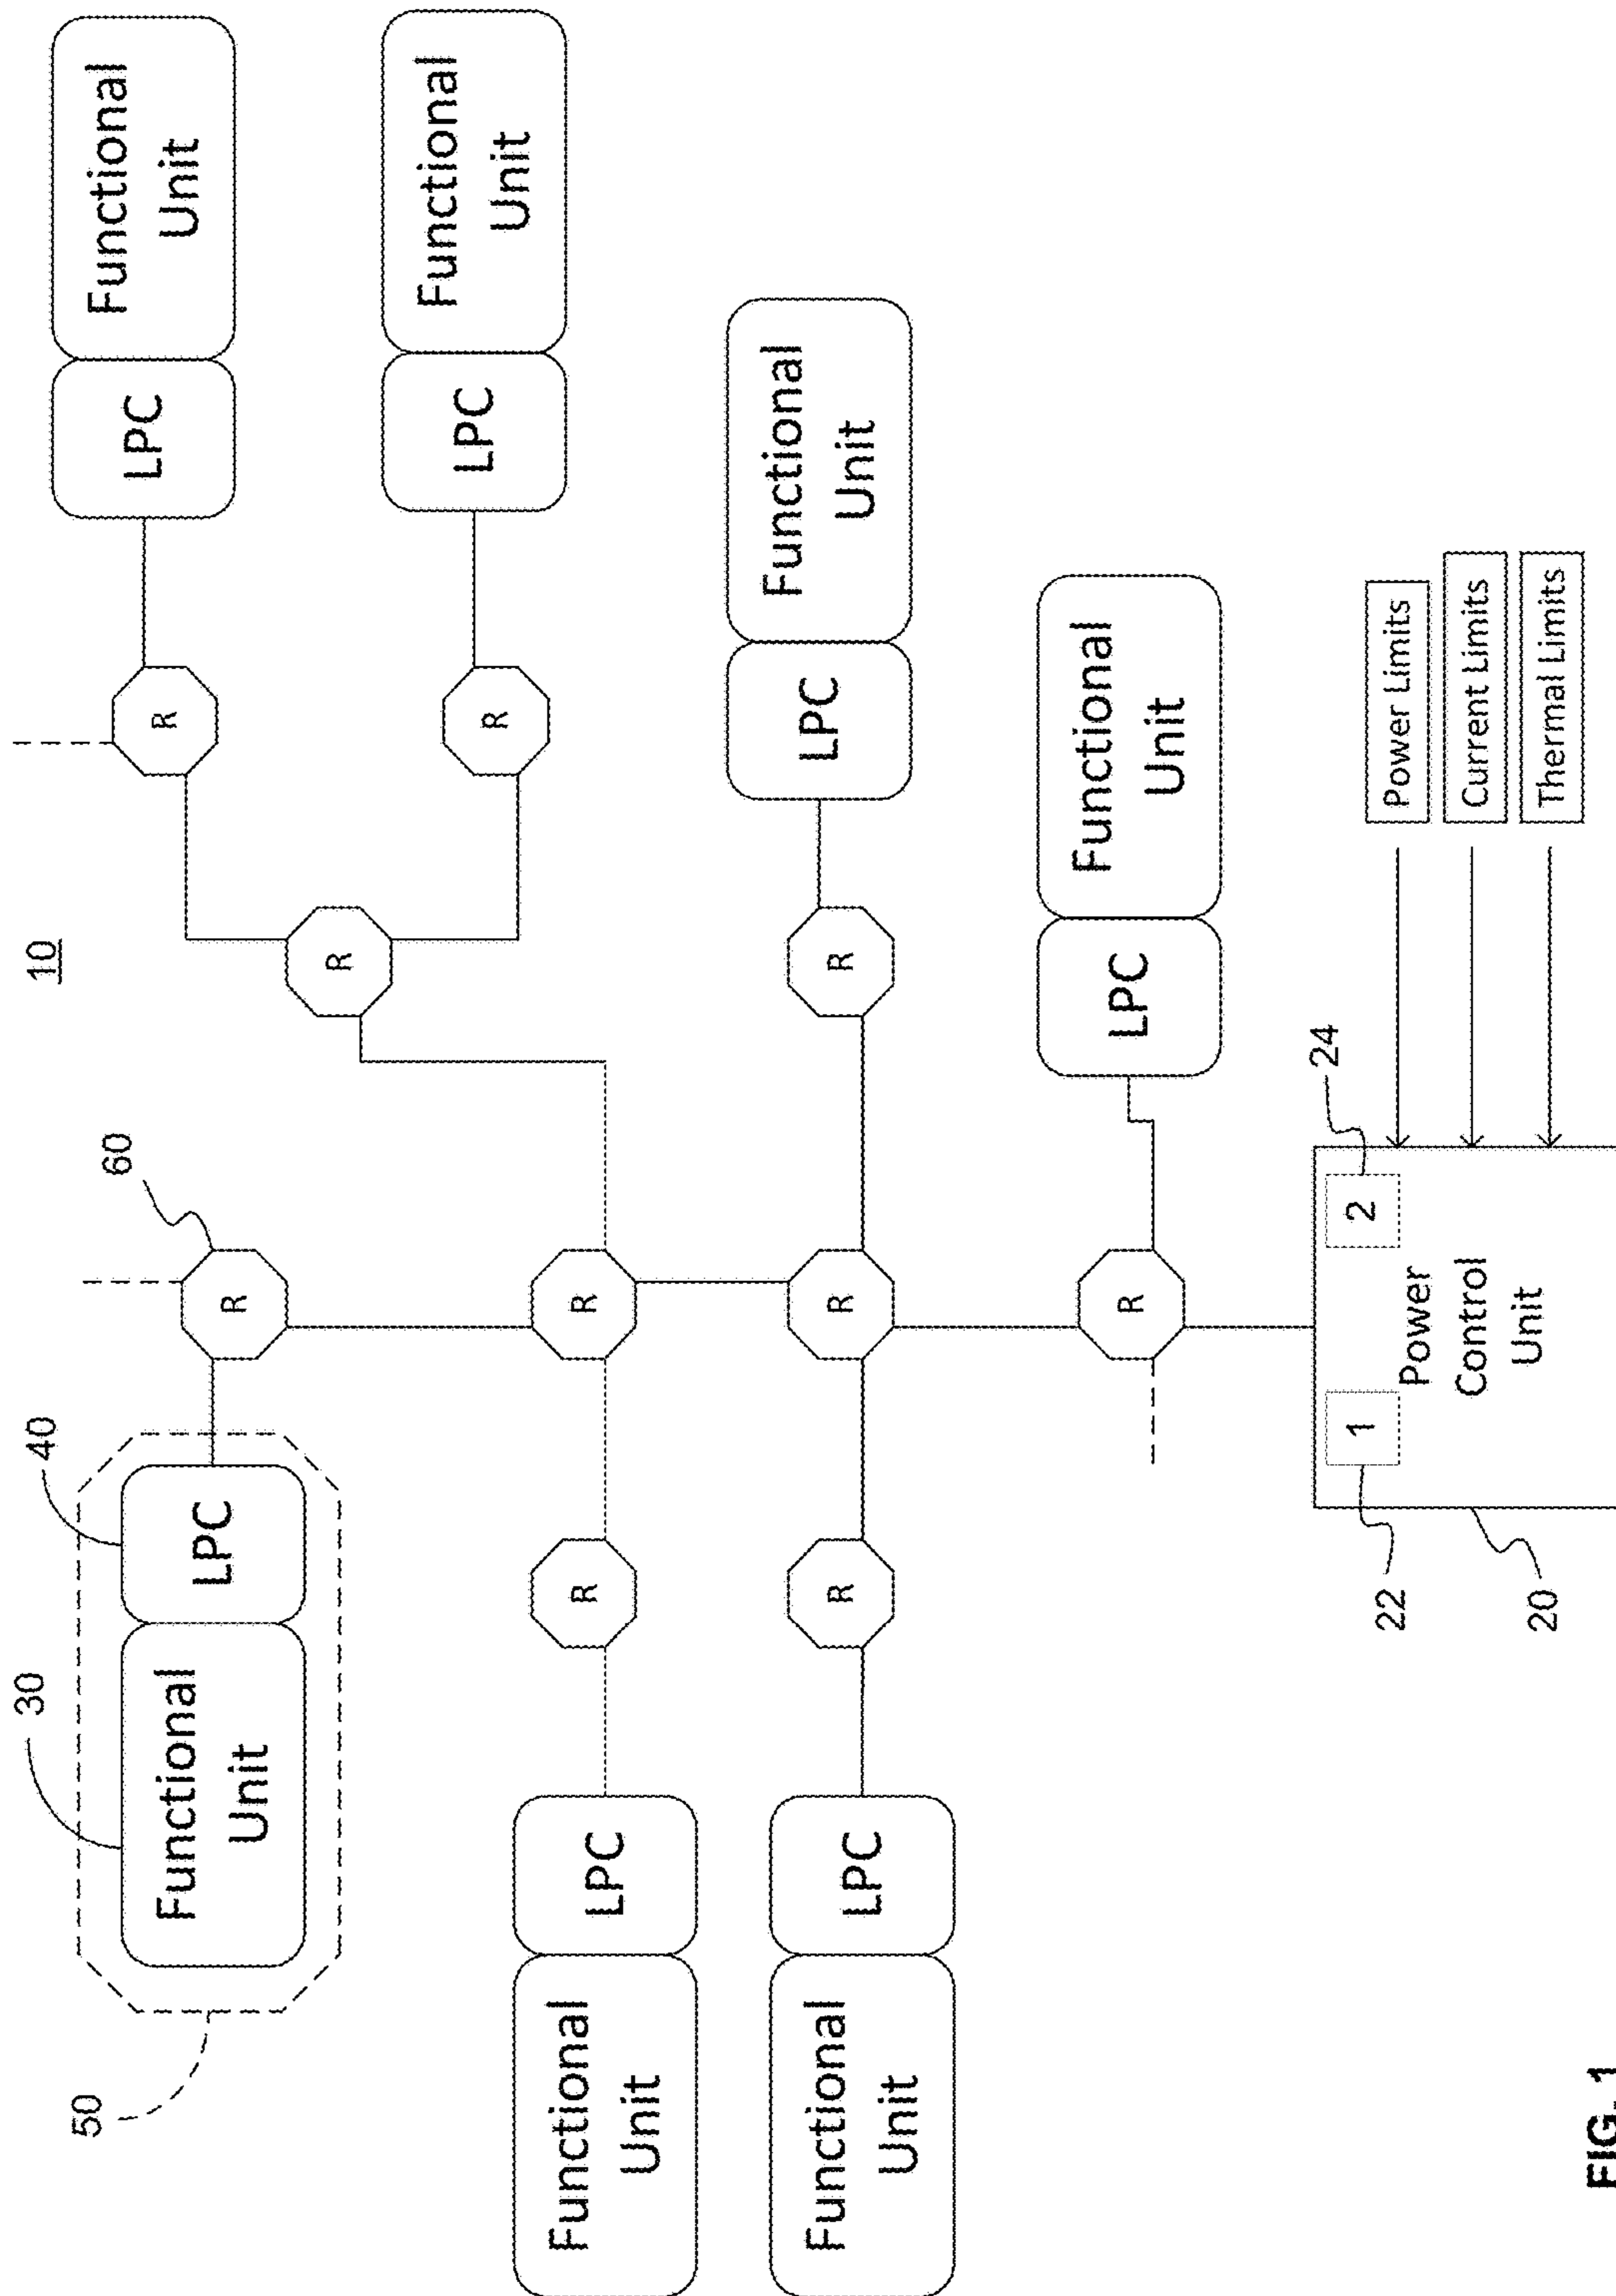 10
Functional
Unit
LPC
R
Functional
Unit
LPC
R
R
60
R
40
LPC
30
Functional
Unit
50
R
R
LPC
Functional
Unit
Functional
Unit
LPC
R
R
R
LPC
Functional
Unit
Functional
Unit
LPC
R
24
2
1
22
20
Power
Control
Unit
Power Limits
Current Limits
Thermal Limits
FIG. 1